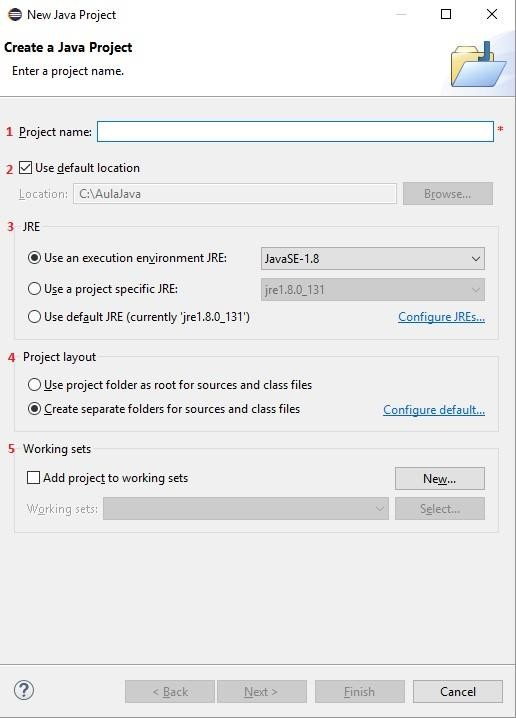 New Java Project
Create a Java Project
Enter a project name.
1 Project name: *
2 Use default location
Location: C:\AulaJava Browse...
3 JRE
Use an execution environment JRE: JavaSE-1.8
Use a project specific JRE: jre1.8.0_131
Use default JRE (currently 'jre1.8.0_131') Configure JREs...
4 Project layout
Use project folder as root for sources and class files
Create separate folders for sources and class files Configure default...
5 Working sets
Add project to working sets New...
Working sets: Select...
? < Back Next > Finish Cancel